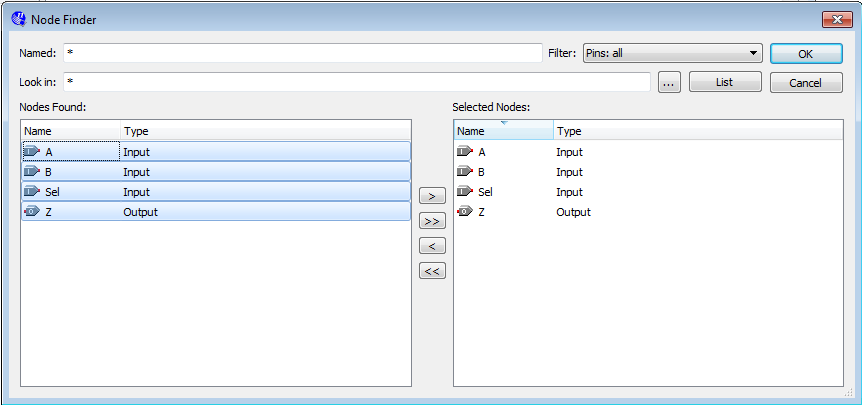 Node Finder
Named: * Filter: Pins: all OK
Look in: * ... List Cancel
Nodes Found: Selected Nodes:
Name Type Name Type
A Input A Input
B Input B Input
Sel Input Sel Input
Z Output Z Output
>
>>
<
<<